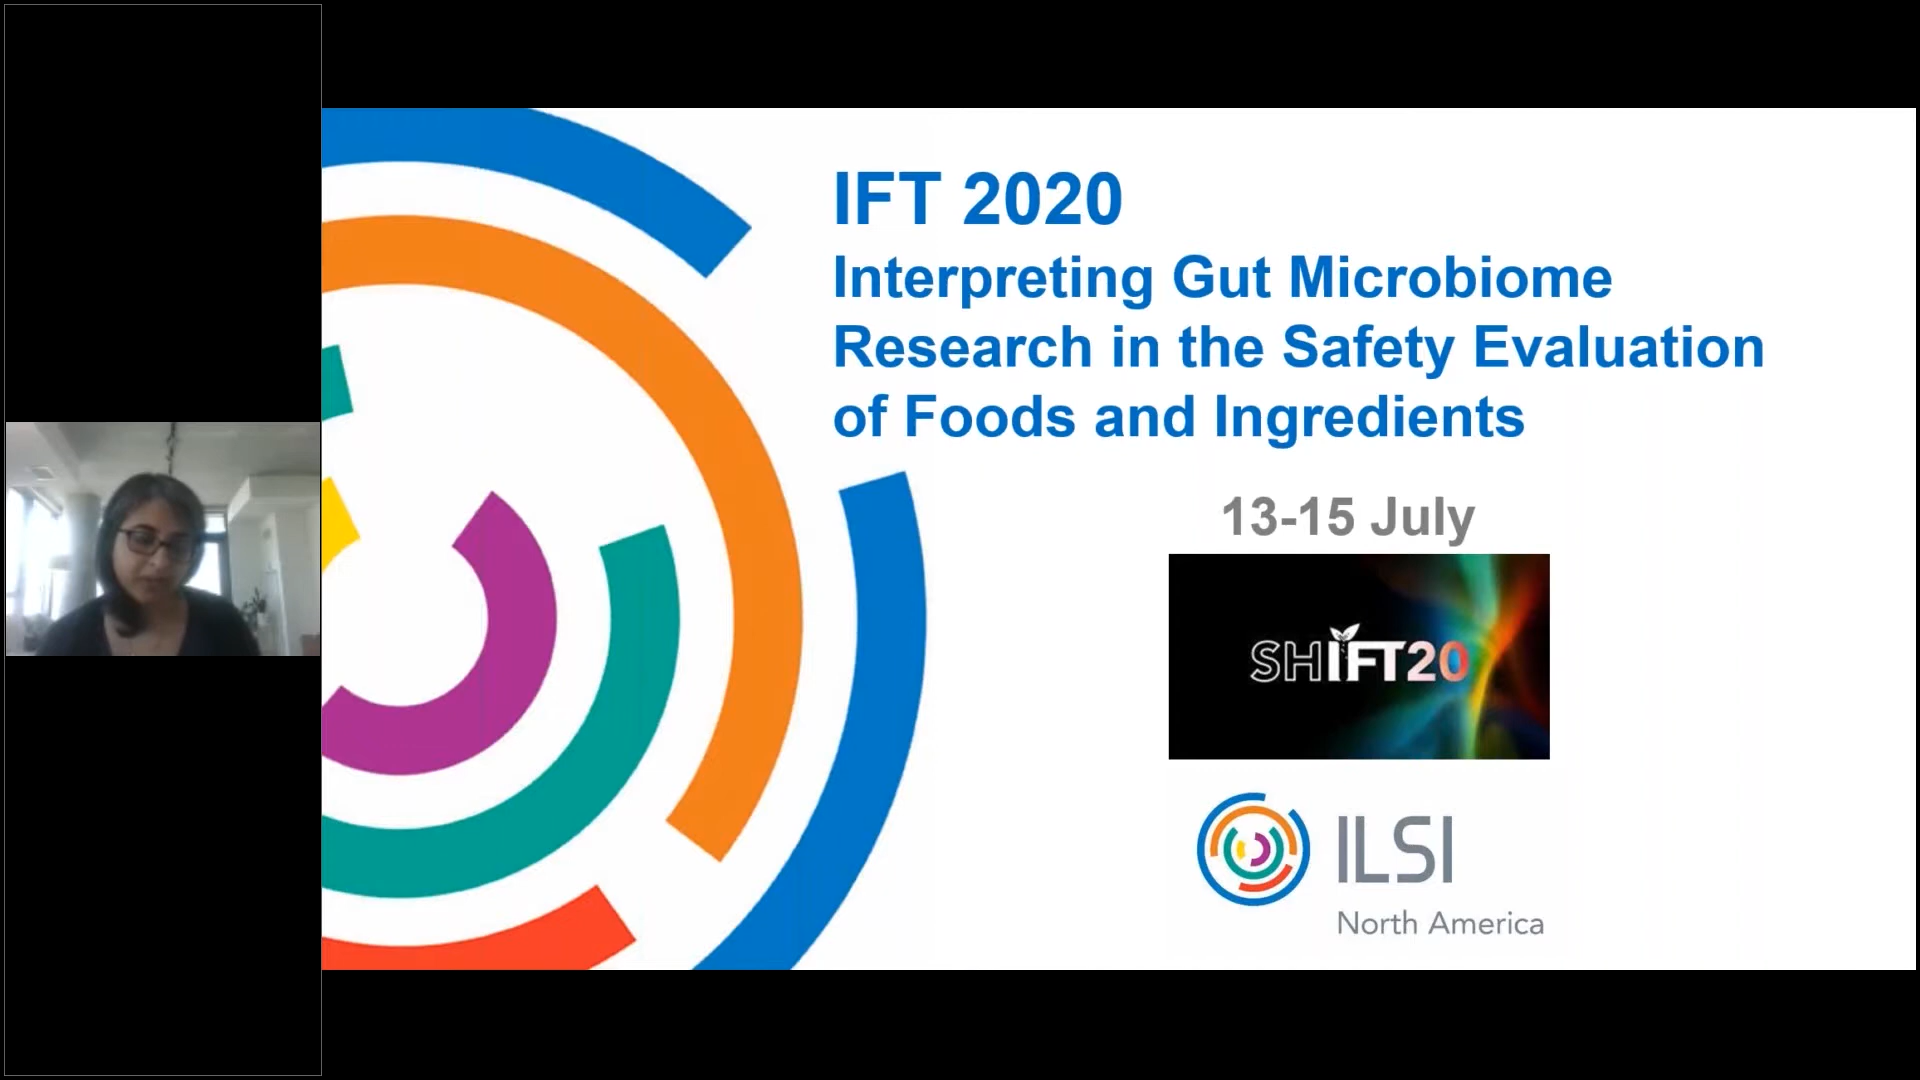 IFT 2020
Interpreting Gut Microbiome
Research in the Safety Evaluation
of Foods and Ingredients
13-15 July
SHIFT20
ILSI
North America